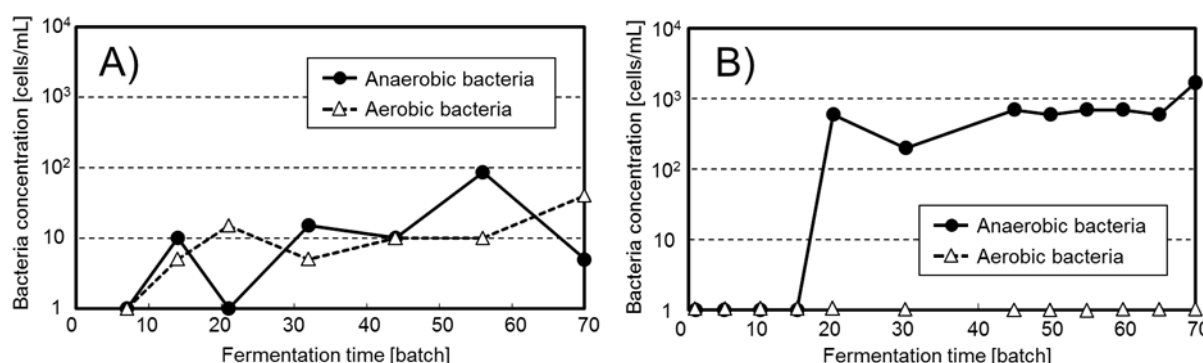 A)
Bacteria concentration [cells/mL]
10⁴
10³
10²
10
1
Anaerobic bacteria
Aerobic bacteria
0 10 20 30 40 50 60 70
Fermentation time [batch]
B)
Bacteria concentration [cells/mL]
10⁴
10³
10²
10
1
Anaerobic bacteria
Aerobic bacteria
0 10 20 30 40 50 60 70
Fermentation time [batch]